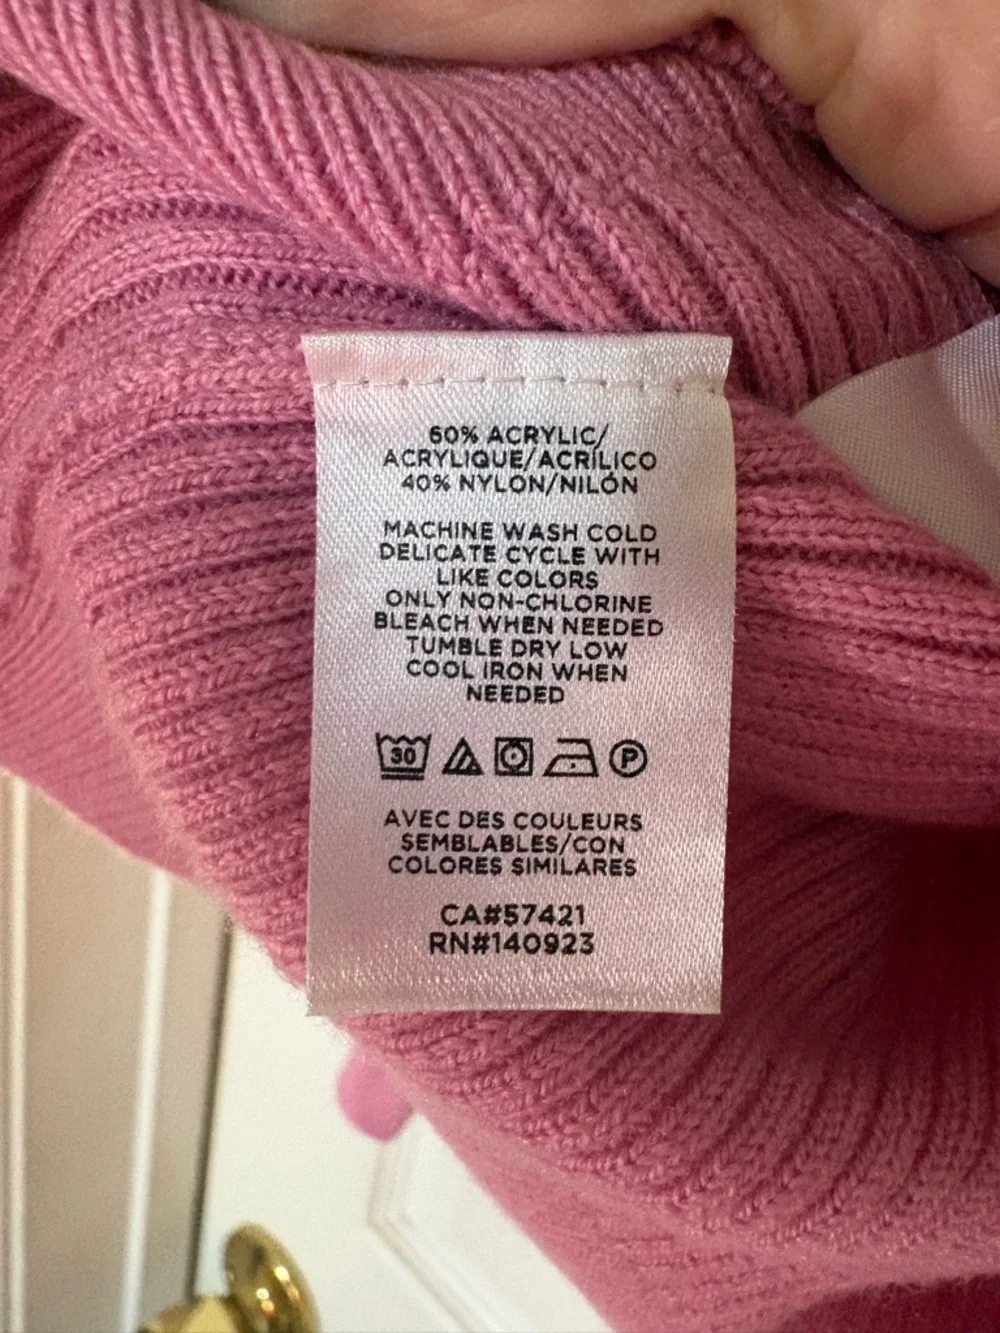 60% ACRYLIC/
ACRYLIQUE/ACRÍLICO
40% NYLON/NILÓN
MACHINE WASH COLD
DELICATE CYCLE WITH
LIKE COLORS
ONLY NON-CHLORINE
BLEACH WHEN NEEDED
TUMBLE DRY LOW
COOL IRON WHEN
NEEDED
30 P
AVEC DES COULEURS
SEMBLABLES/CON
COLORES SIMILARES
CA#57421
RN#140923